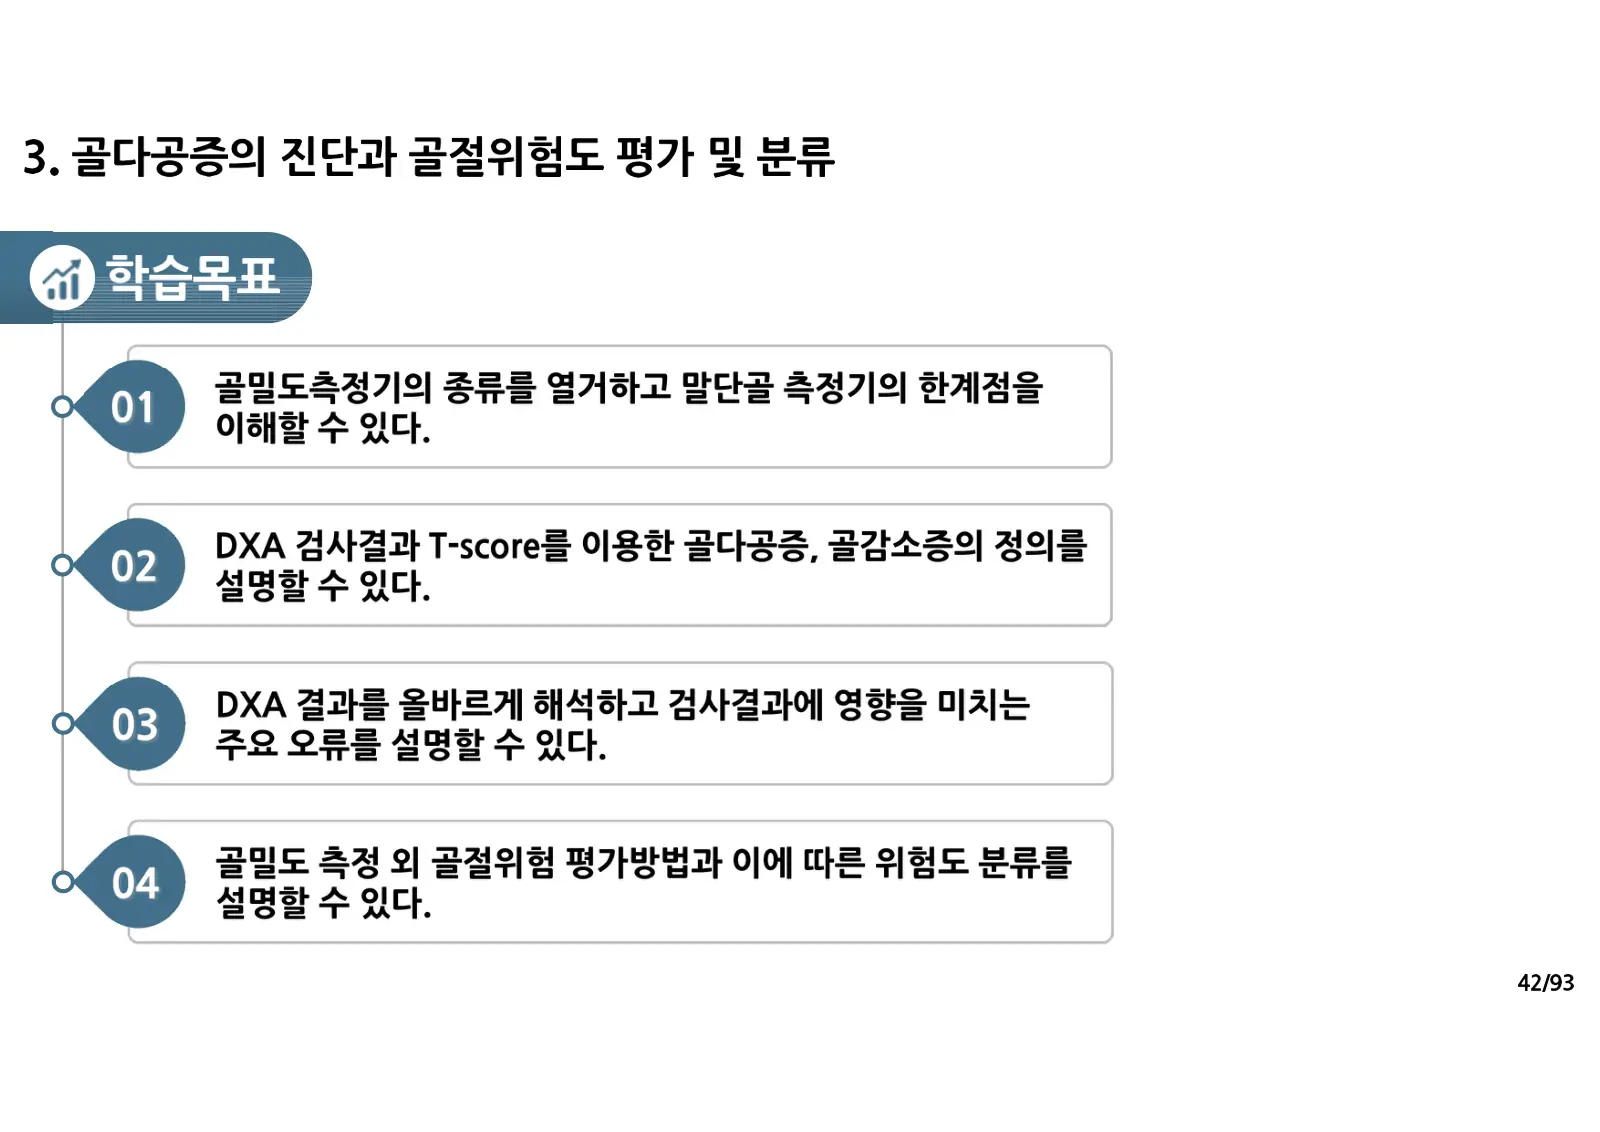 3. 골다공증의 진단과 골절위험도 평가 및 분류
학습목표
01
골밀도측정기의 종류를 열거하고 말단골 측정기의 한계점을
이해할 수 있다.
02
DXA 검사결과 T-score를 이용한 골다공증, 골감소증의 정의를
설명할 수 있다.
03
DXA 결과를 올바르게 해석하고 검사결과에 영향을 미치는
주요 오류를 설명할 수 있다.
04
골밀도 측정 외 골절위험 평가방법과 이에 따른 위험도 분류를
설명할 수 있다.
42/93